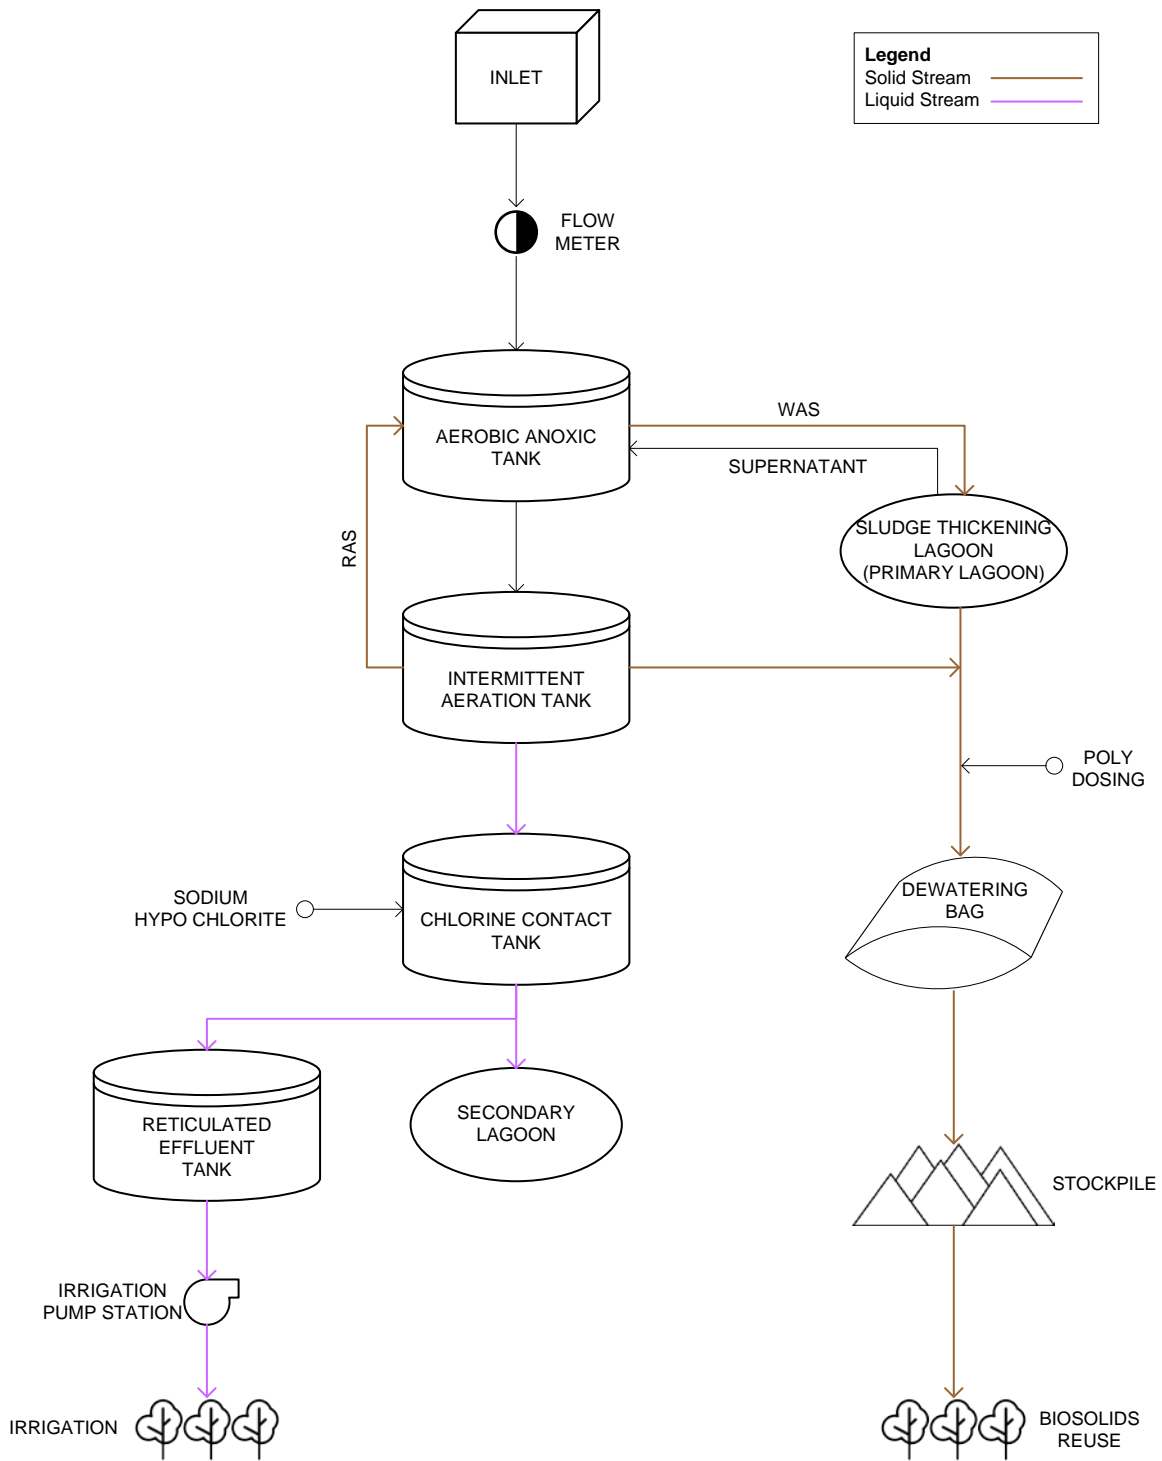 INLET
Legend
Solid Stream
Liquid Stream
FLOW
METER
AEROBIC ANOXIC
TANK
WAS
SUPERNATANT
SLUDGE THICKENING
LAGOON
(PRIMARY LAGOON)
RAS
INTERMITTENT
AERATION TANK
POLY
DOSING
SODIUM
HYPO CHLORITE
CHLORINE CONTACT
TANK
DEWATERING
BAG
RETICULATED
EFFLUENT
TANK
SECONDARY
LAGOON
STOCKPILE
IRRIGATION
PUMP STATION
IRRIGATION
BIOSOLIDS
REUSE